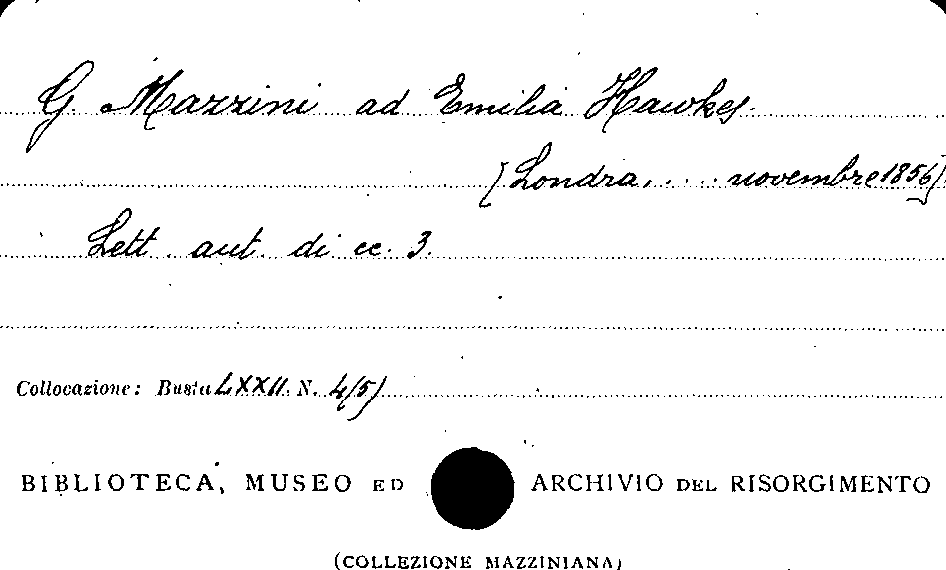 G. Mazzini ad Emilia Hawkes
[Londra, .... novembre 1856]
Lett. aut. di cc. 3.
Collocazione: Busta LXXII. N. 4(5)
BIBLIOTECA, MUSEO ED ARCHIVIO DEL RISORGIMENTO
(COLLEZIONE MAZZINIANA)